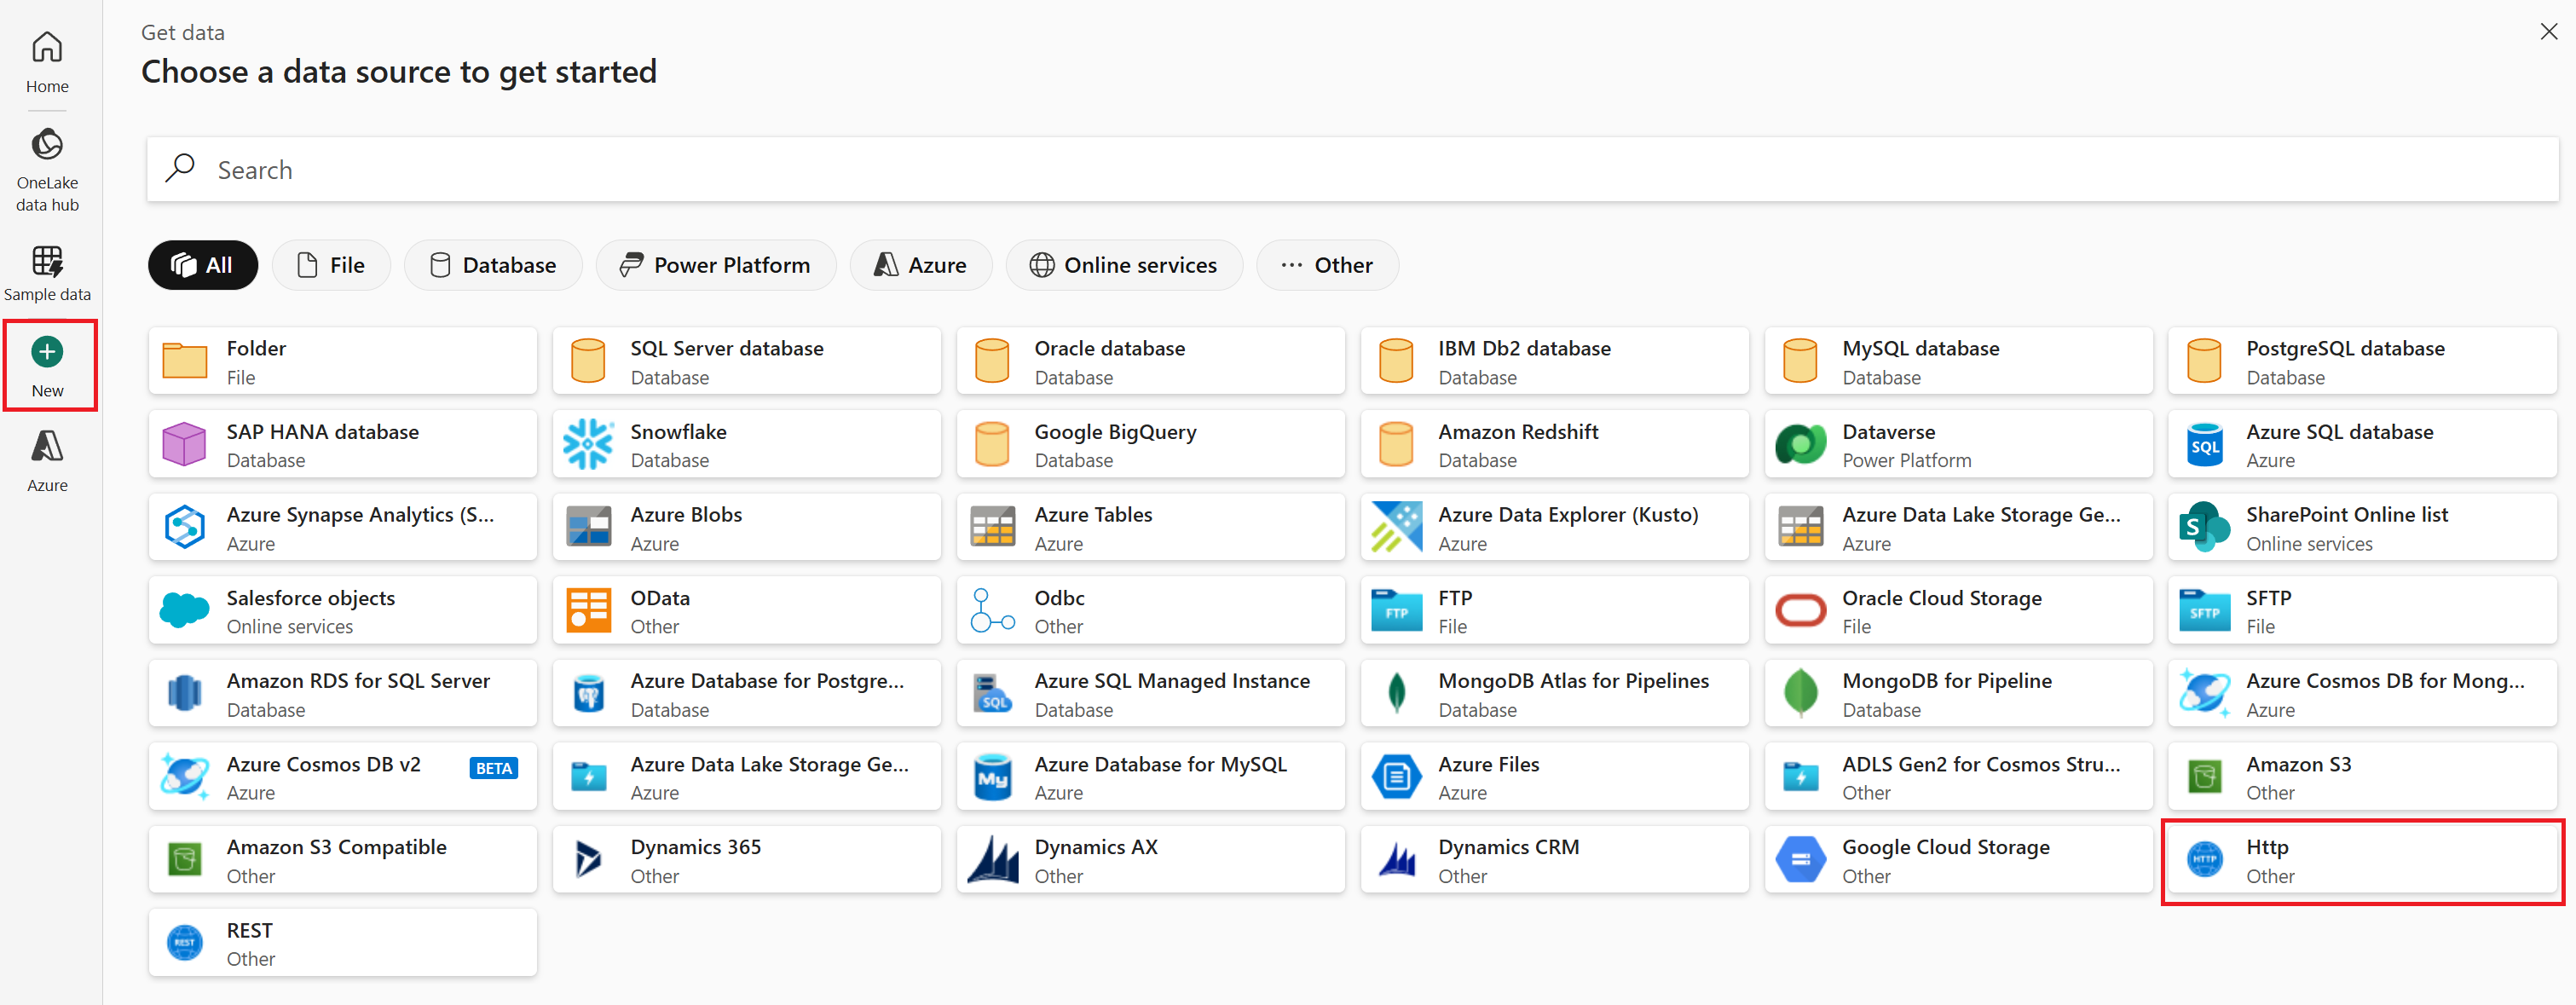 Home
OneLake
data hub
Sample data
New
Azure
Get data
Choose a data source to get started
Search
All
File
Database
Power Platform
Azure
Online services
Other
Folder
File
SQL Server database
Database
Oracle database
Database
IBM Db2 database
Database
MySQL database
Database
PostgreSQL database
Database
SAP HANA database
Database
Snowflake
Database
Google BigQuery
Database
Amazon Redshift
Database
Dataverse
Power Platform
SQL
Azure SQL database
Azure
Azure Synapse Analytics (S...
Azure
Azure Blobs
Azure
Azure Tables
Azure
Azure Data Explorer (Kusto)
Azure
Azure Data Lake Storage Ge...
Azure
S
SharePoint Online list
Online services
Salesforce objects
Online services
OData
Other
Odbc
Other
FTP
FTP
File
Oracle Cloud Storage
File
SFTP
SFTP
File
Amazon RDS for SQL Server
Database
Azure Database for Postgre...
Database
SQL
Azure SQL Managed Instance
Database
MongoDB Atlas for Pipelines
Database
MongoDB for Pipeline
Database
Azure Cosmos DB for Mong...
Azure
Azure Cosmos DB v2
BETA
Azure
Azure Data Lake Storage Ge...
Azure
My
Azure Database for MySQL
Azure
Azure Files
Azure
ADLS Gen2 for Cosmos Stru...
Other
Amazon S3
Other
Amazon S3 Compatible
Other
Dynamics 365
Other
Dynamics AX
Other
Dynamics CRM
Other
Google Cloud Storage
Other
HTTP
Http
Other
REST
REST
Other